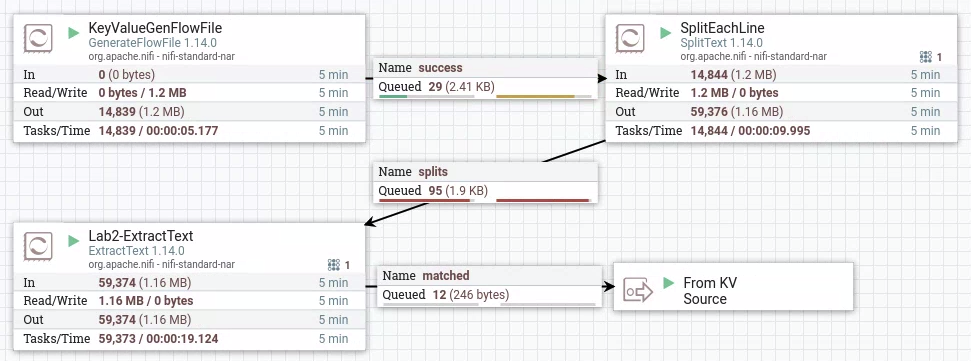 KeyValueGenFlowFile
GenerateFlowFile 1.14.0
org.apache.nifi - nifi-standard-nar
In 0 (0 bytes) 5 min
Read/Write 0 bytes / 1.2 MB 5 min
Out 14,839 (1.2 MB) 5 min
Tasks/Time 14,839 / 00:00:05.177 5 min
Name success
Queued 29 (2.41 KB)
SplitEachLine
SplitText 1.14.0
org.apache.nifi - nifi-standard-nar
1
In 14,844 (1.2 MB) 5 min
Read/Write 1.2 MB / 0 bytes 5 min
Out 59,376 (1.16 MB) 5 min
Tasks/Time 14,844 / 00:00:09.995 5 min
Name splits
Queued 95 (1.9 KB)
Lab2-ExtractText
ExtractText 1.14.0
org.apache.nifi - nifi-standard-nar
1
In 59,374 (1.16 MB) 5 min
Read/Write 1.16 MB / 0 bytes 5 min
Out 59,374 (1.16 MB) 5 min
Tasks/Time 59,373 / 00:00:19.124 5 min
Name matched
Queued 12 (246 bytes)
From KV
Source